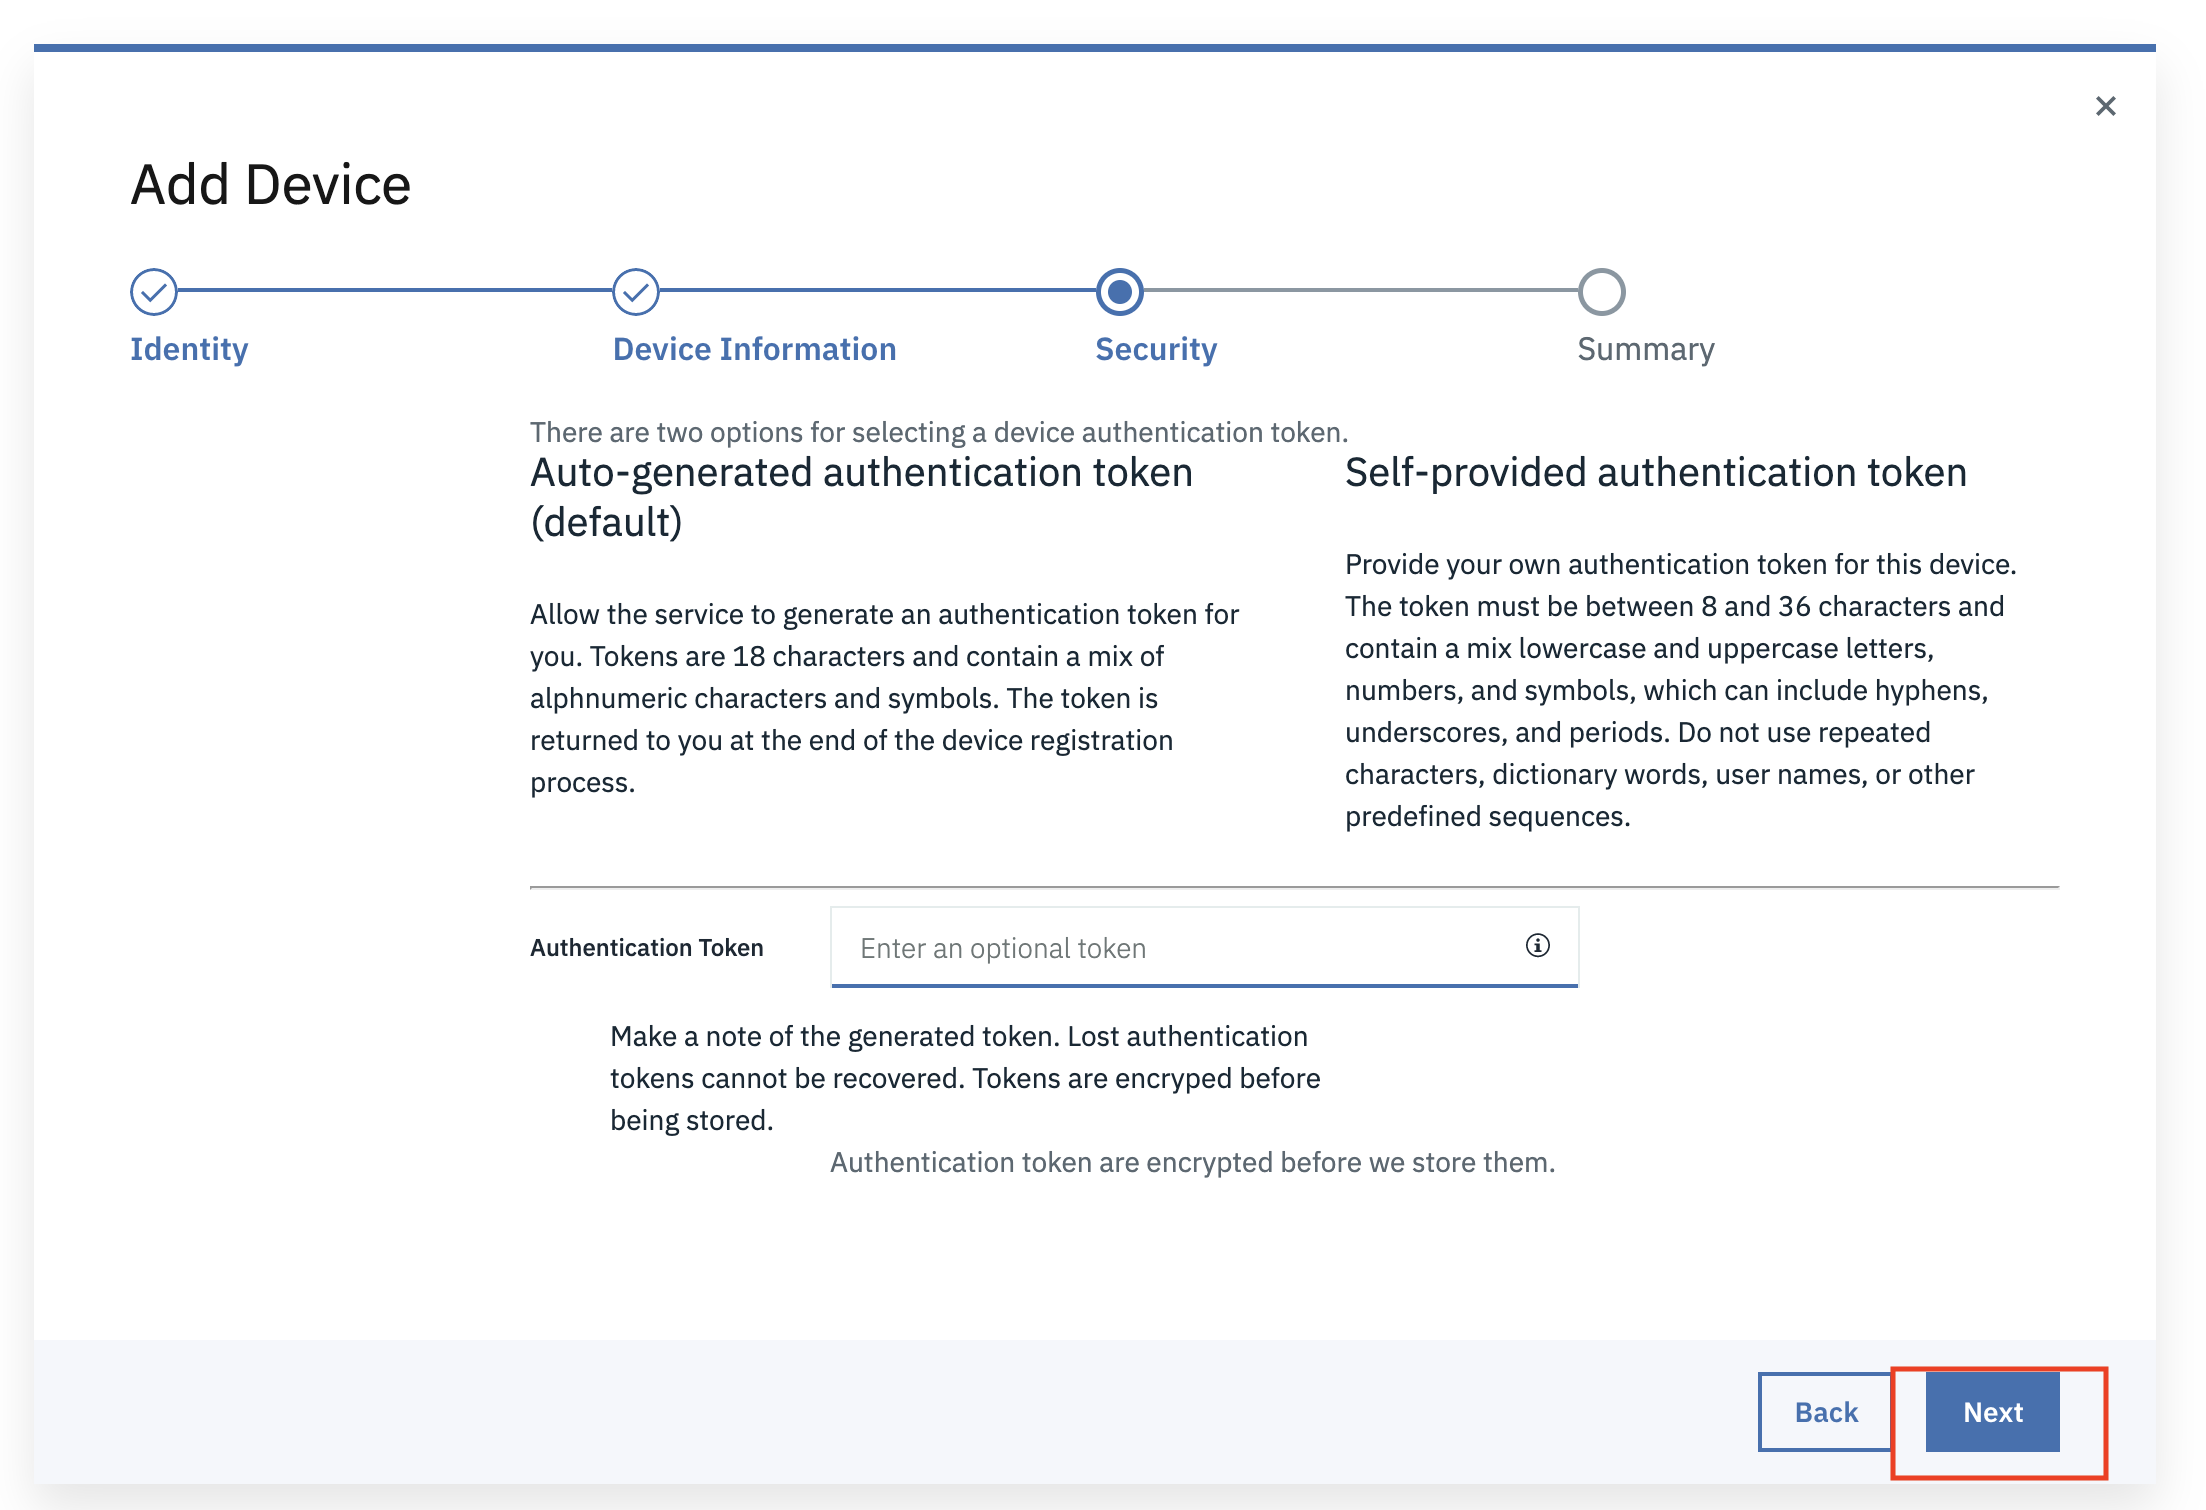 Add Device
Identity
Device Information
Security
Summary
There are two options for selecting a device authentication token.
Auto-generated authentication token
(default)
Allow the service to generate an authentication token for
you. Tokens are 18 characters and contain a mix of
alphnumeric characters and symbols. The token is
returned to you at the end of the device registration
process.
Self-provided authentication token
Provide your own authentication token for this device.
The token must be between 8 and 36 characters and
contain a mix lowercase and uppercase letters,
numbers, and symbols, which can include hyphens,
underscores, and periods. Do not use repeated
characters, dictionary words, user names, or other
predefined sequences.
Authentication Token
Enter an optional token
Make a note of the generated token. Lost authentication
tokens cannot be recovered. Tokens are encryped before
being stored.
Authentication token are encrypted before we store them.
Back
Next